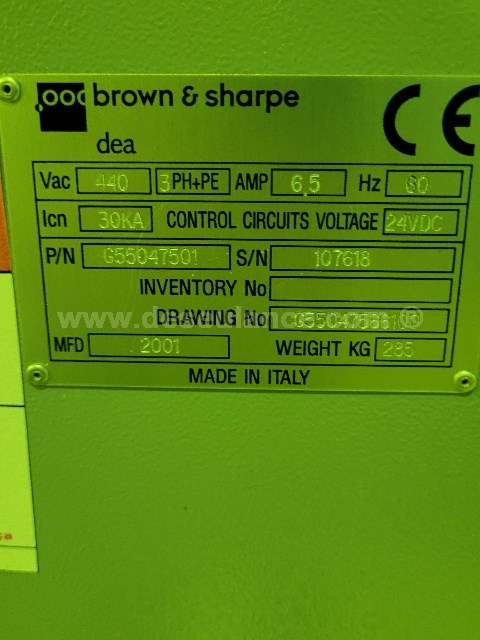 .000 brown & sharpe CE
dea
Vac 440 3PH+PE AMP 6,5 Hz 60
Icn 30KA CONTROL CIRCUITS VOLTAGE 24VDC
P/N G55047501 S/N 107618
INVENTORY No
DRAWING No
MFD 2001 WEIGHT KG 285
MADE IN ITALY